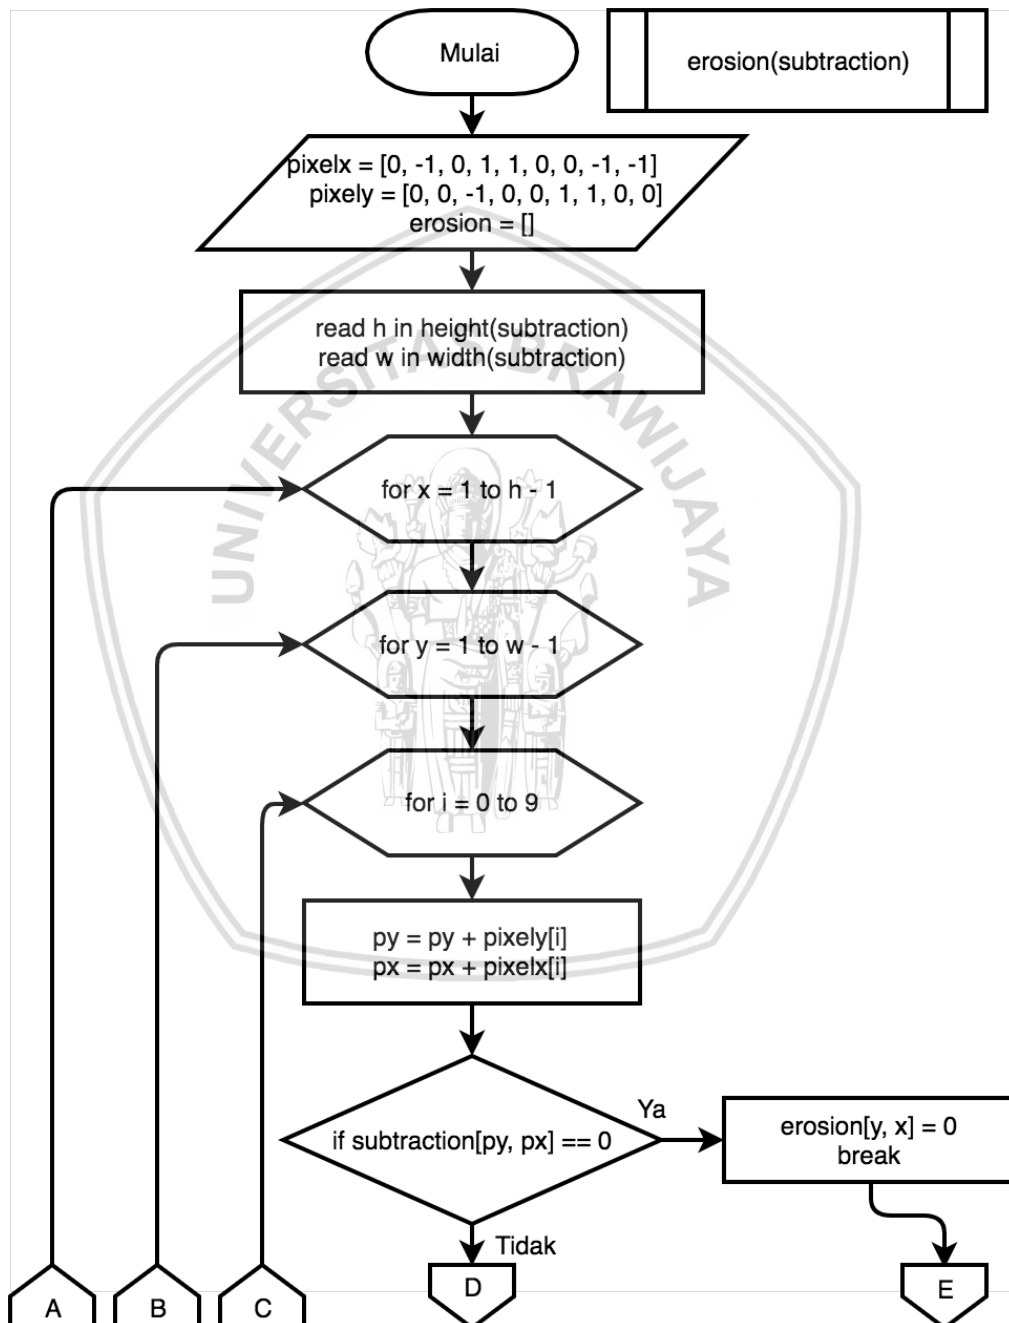 Mulai
erosion(subtraction)
pixelx = [0, -1, 0, 1, 1, 0, 0, -1, -1]
pixely = [0, 0, -1, 0, 0, 1, 1, 0, 0]
erosion = []
read h in height(subtraction)
read w in width(subtraction)
UNIVERSITAS BRAWIJAYA
for x = 1 to h - 1
for y = 1 to w - 1
for i = 0 to 9
py = py + pixely[i]
px = px + pixelx[i]
if subtraction[py, px] == 0
Ya
erosion[y, x] = 0
break
Tidak
A
B
C
D
E